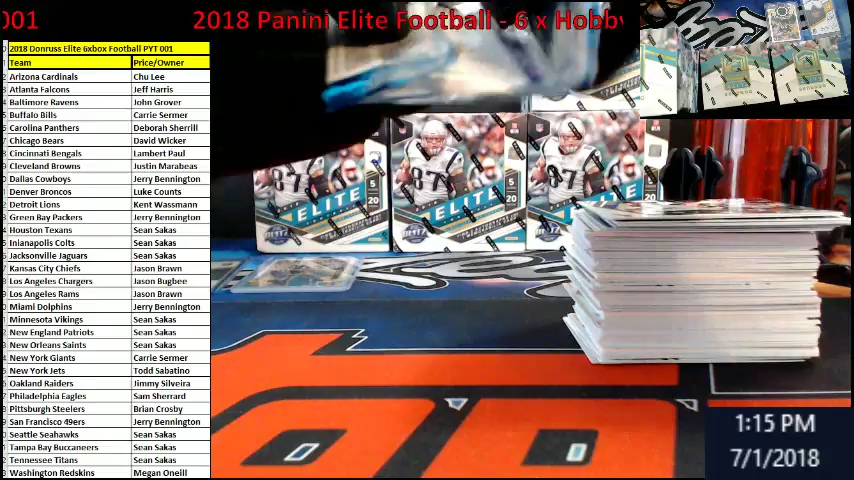 001 2018 Panini Elite Football - 6 x Hobby
2018 Donruss Elite 6xbox Football PYT 001
Team Price/Owner
Arizona Cardinals Chu Lee
Atlanta Falcons Jeff Harris
Baltimore Ravens John Grover
Buffalo Bills Carrie Sermer
Carolina Panthers Deborah Sherrill
Chicago Bears David Wicker
Cincinnati Bengals Lambert Paul
Cleveland Browns Justin Marabeas
Dallas Cowboys Jerry Bennington
Denver Broncos Luke Counts
Detroit Lions Kent Wassmann
Green Bay Packers Jerry Bennington
Houston Texans Sean Sakas
Inianapolis Colts Sean Sakas
Jacksonville Jaguars Sean Sakas
Kansas City Chiefs Jason Brawn
Los Angeles Chargers Jason Bugbee
Los Angeles Rams Jason Brawn
Miami Dolphins Jerry Bennington
Minnesota Vikings Sean Sakas
New England Patriots Sean Sakas
New Orleans Saints Sean Sakas
New York Giants Carrie Sermer
New York Jets Todd Sabatino
Oakland Raiders Jimmy Silveira
Philadelphia Eagles Sam Sherrard
Pittsburgh Steelers Brian Crosby
San Francisco 49ers Jerry Bennington
Seattle Seahawks Sean Sakas
Tampa Bay Buccaneers Sean Sakas
Tennessee Titans Sean Sakas
Washington Redskins Megan Oneill
87 ELITE 5 20
87 ELITE 5 20
87 ELITE
1:15 PM
7/1/2018